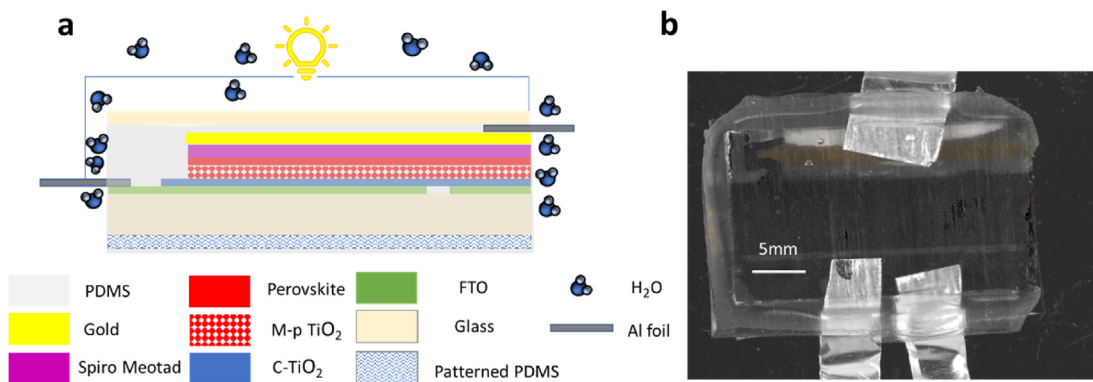 a
b
5mm
PDMS
Perovskite
FTO
H₂O
Gold
M-p TiO₂
Glass
Al foil
Spiro Meotad
C-TiO₂
Patterned PDMS